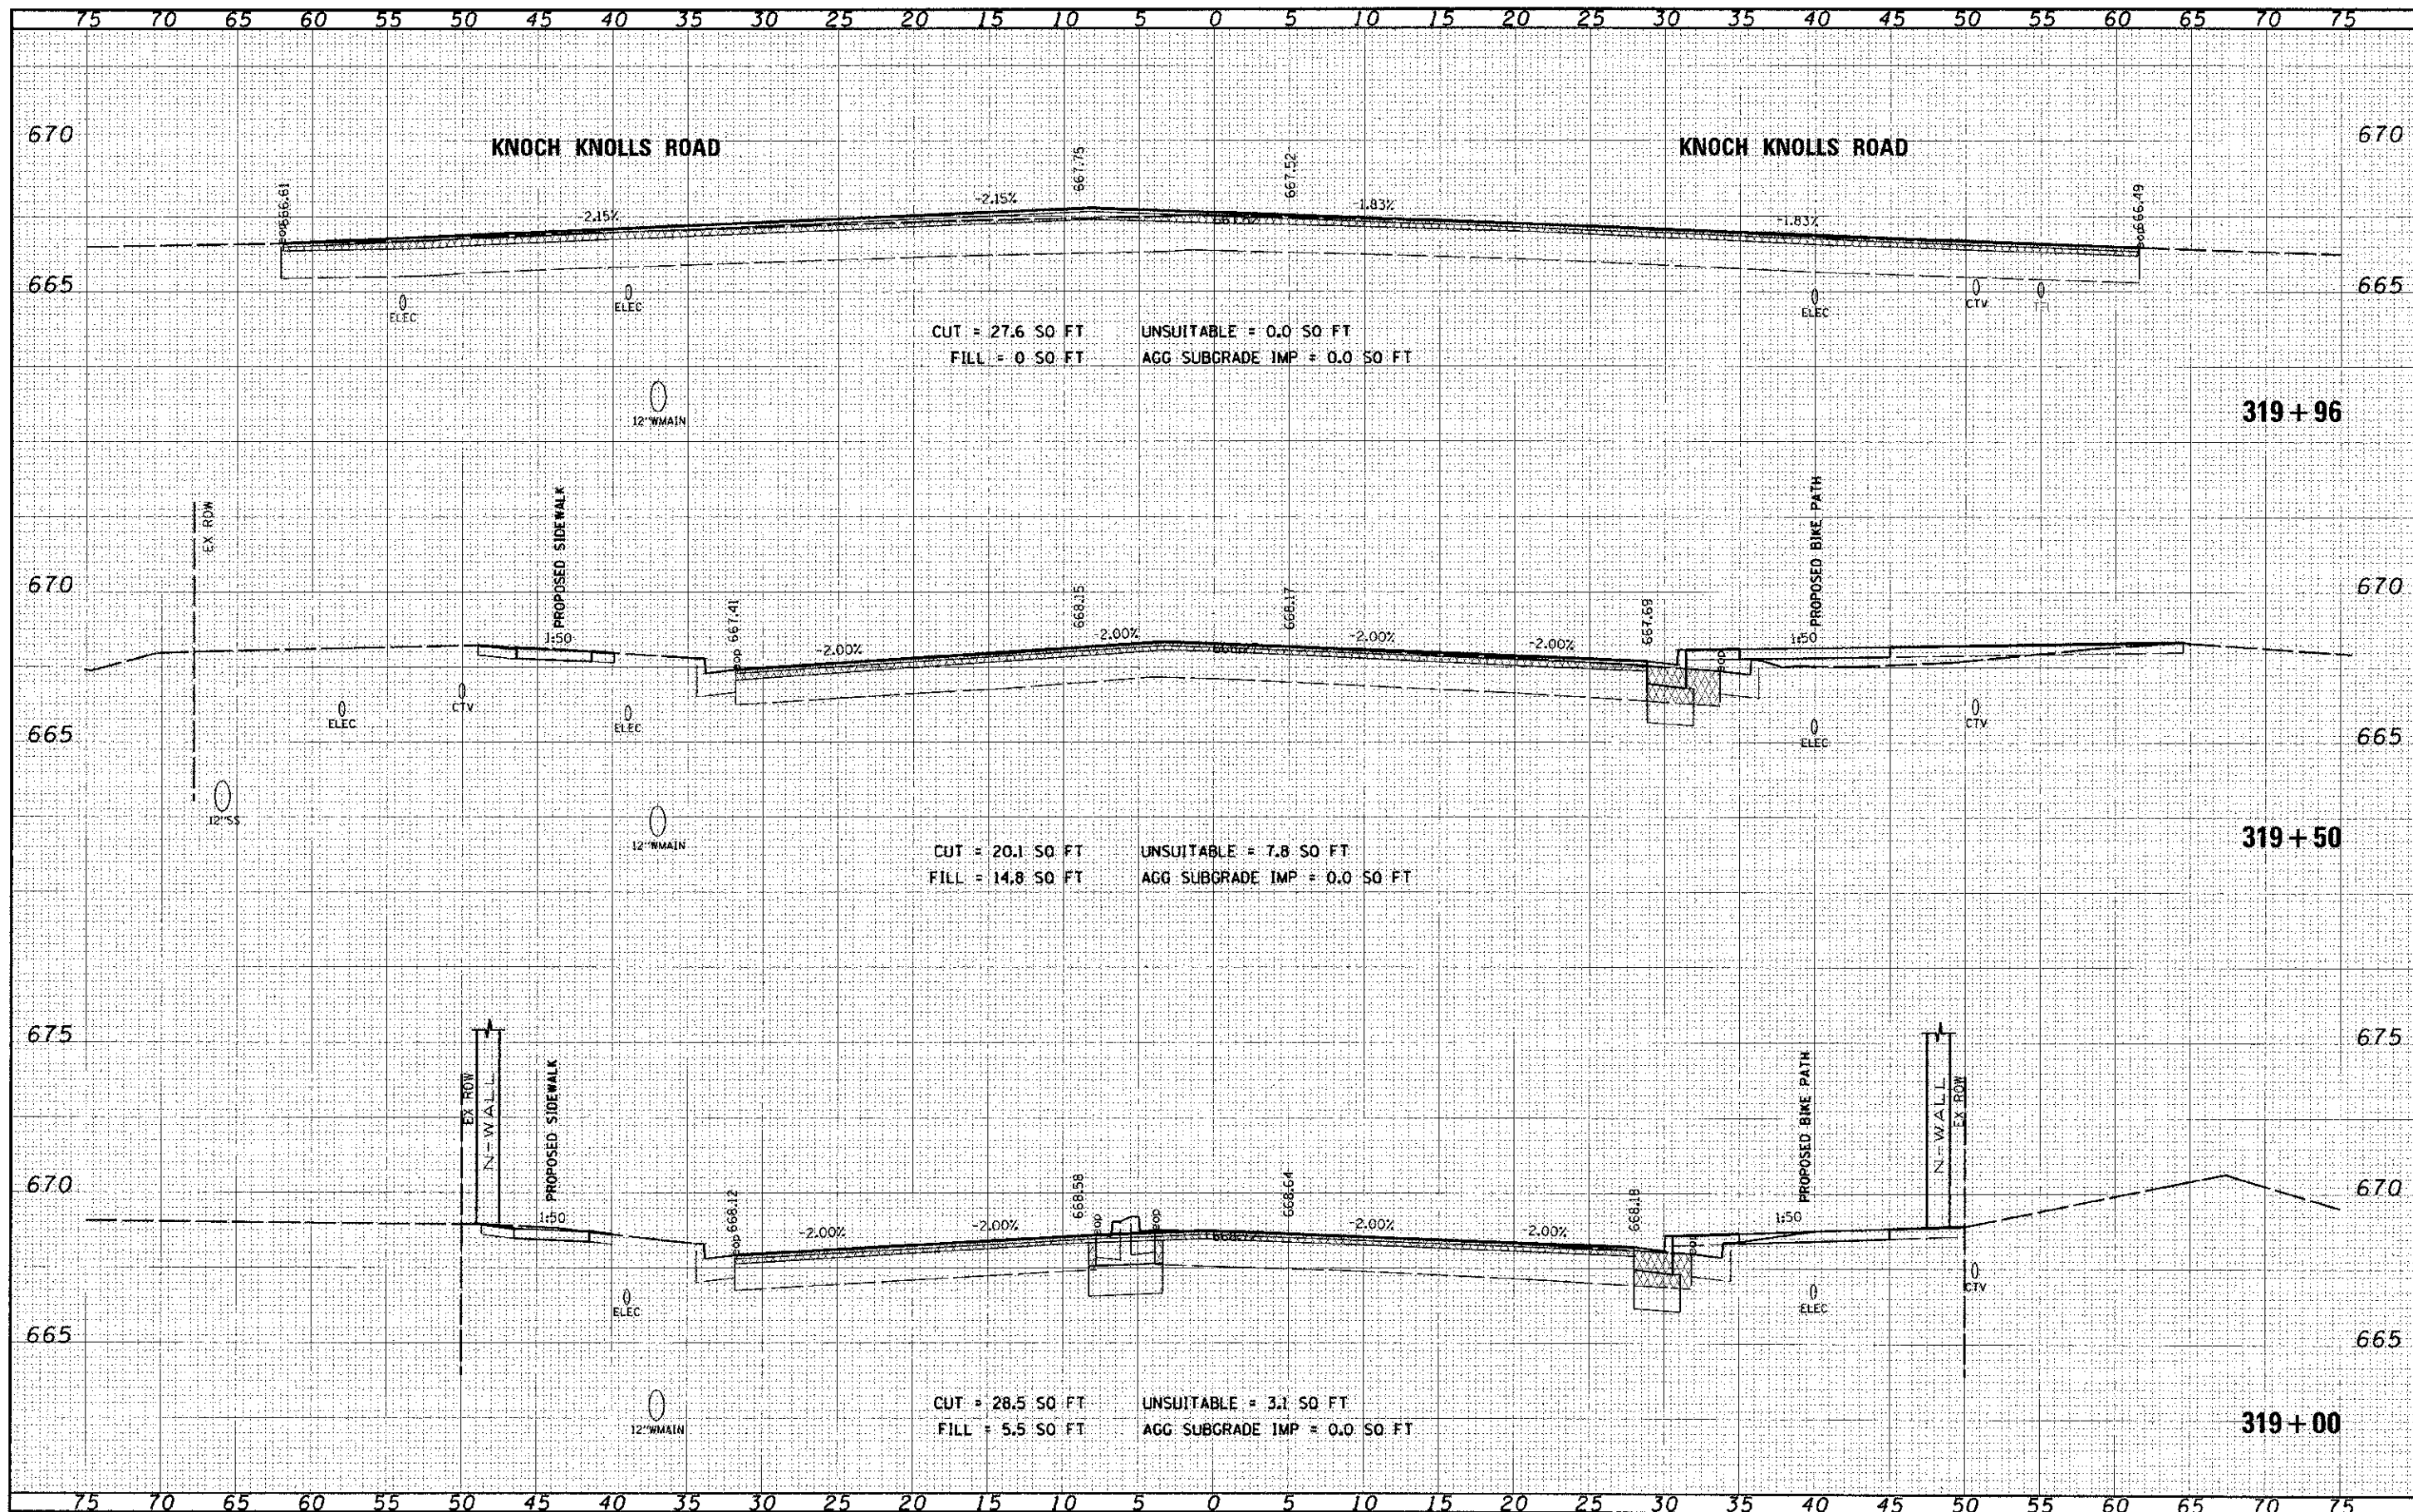 75 70 65 60 55 50 45 40 35 30 25 20 15 10 5 0 5 10 15 20 25 30 35 40 45 50 55 60 65 70 75
670 670
KNOCH KNOLLS ROAD KNOCH KNOLLS ROAD
eop 666.61
-2.15%
-2.15%
667.75
667.52
-1.83%
-1.83%
eop 666.49
665 665
ELEC
ELEC
ELEC
CTV
CUT = 27.6 SQ FT UNSUITABLE = 0.0 SQ FT
FILL = 0 SQ FT AGG SUBGRADE IMP = 0.0 SQ FT
12"WMAIN
319+96
EX ROW
PROPOSED SIDEWALK
PROPOSED BIKE PATH
670 670
1:50
eop 667.41
-2.00%
668.15
-2.00%
668.17
-2.00%
-2.00%
667.69
eop
1:50
ELEC
CTV
ELEC
ELEC
CTV
665 665
12"SS
12"WMAIN
CUT = 20.1 SQ FT UNSUITABLE = 7.8 SQ FT
FILL = 14.8 SQ FT AGG SUBGRADE IMP = 0.0 SQ FT
319+50
675 675
EX ROW
N-WALL
PROPOSED SIDEWALK
PROPOSED BIKE PATH
N-WALL
EX ROW
670 670
1:50
eop 668.12
-2.00%
-2.00%
668.58
eop
eop
668.64
-2.00%
-2.00%
668.18
eop
1:50
ELEC
ELEC
CTV
665 665
12"WMAIN
CUT = 28.5 SQ FT UNSUITABLE = 3.1 SQ FT
FILL = 5.5 SQ FT AGG SUBGRADE IMP = 0.0 SQ FT
319+00
75 70 65 60 55 50 45 40 35 30 25 20 15 10 5 0 5 10 15 20 25 30 35 40 45 50 55 60 65 70 75